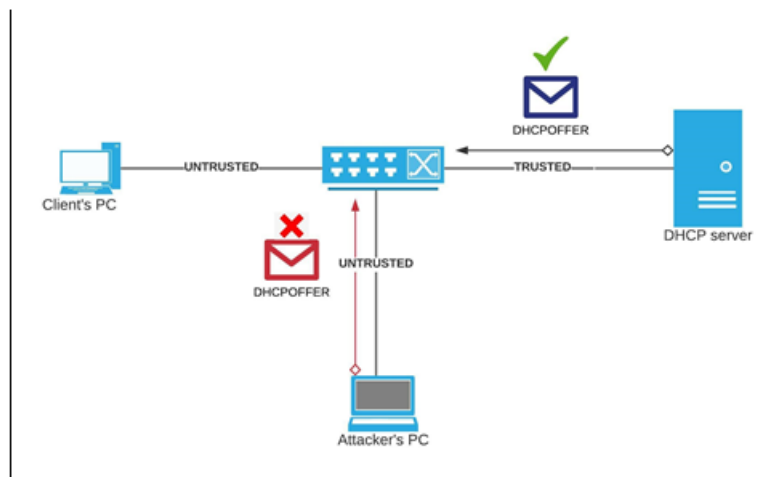 DHCPOFFER
UNTRUSTED
TRUSTED
Client's PC
DHCP server
UNTRUSTED
DHCPOFFER
Attacker's PC